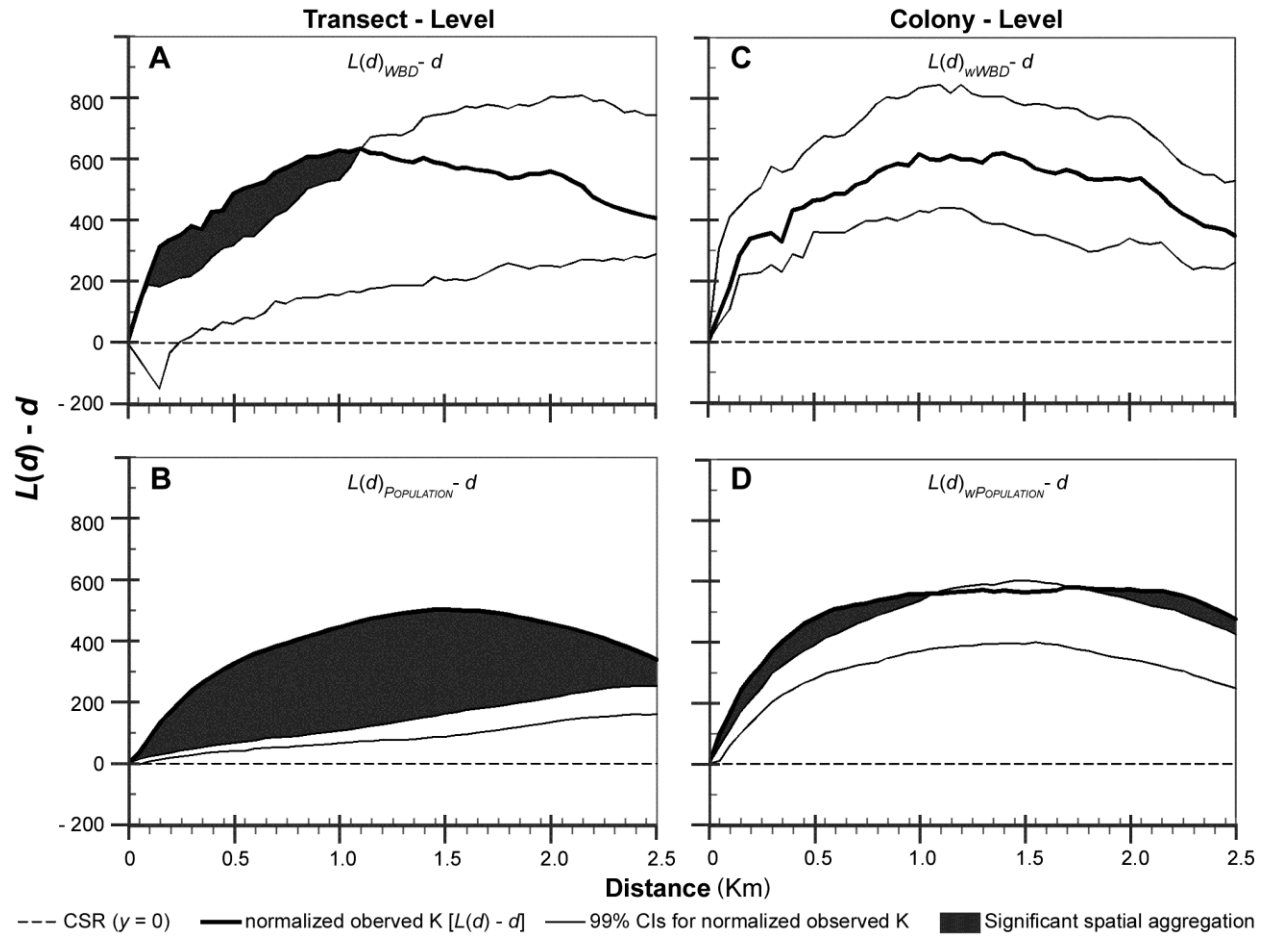 Transect - Level
Colony - Level
A
L(d)WBD- d
C
L(d)wWBD- d
800
600
400
200
0
- 200
L(d) - d
B
L(d)POPULATION- d
D
L(d)wPOPULATION- d
800
600
400
200
0
- 200
0 0.5 1.0 1.5 2.0 2.5
0 0.5 1.0 1.5 2.0 2.5
Distance (Km)
CSR (y = 0) normalized oberved K [L(d) - d] 99% CIs for normalized observed K Significant spatial aggregation